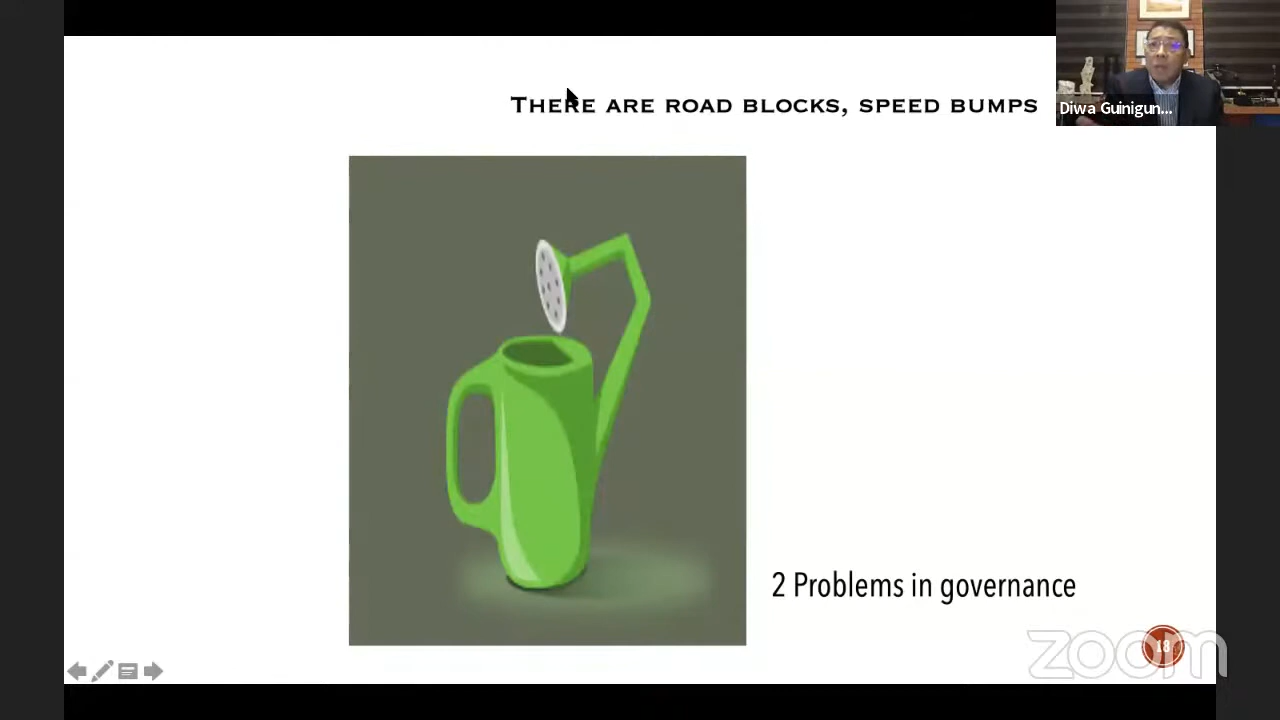 THERE ARE ROAD BLOCKS, SPEED BUMPS
Diwa Guinigun...
2 Problems in governance
18
zoom